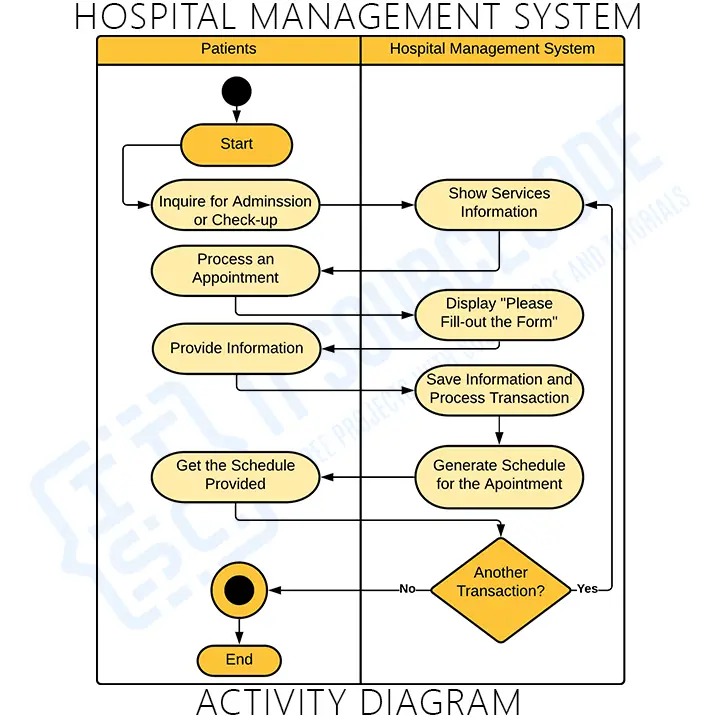 HOSPITAL MANAGEMENT SYSTEM
Patients
Hospital Management System
Start
Inquire for Adminssion
or Check-up
Show Services
Information
Process an
Appointment
Display "Please
Fill-out the Form"
Provide Information
Save Information and
Process Transaction
Get the Schedule
Provided
Generate Schedule
for the Apointment
Another
Transaction?
No
Yes
End
ACTIVITY DIAGRAM
IT SOURCECODE